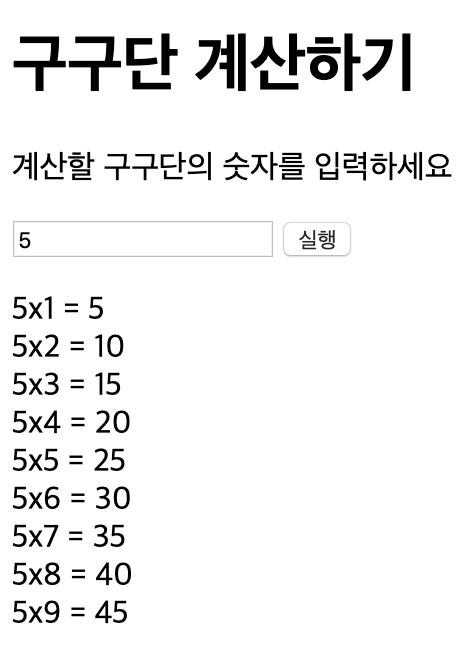 구구단 계산하기
계산할 구구단의 숫자를 입력하세요
5 실행
5x1 = 5
5x2 = 10
5x3 = 15
5x4 = 20
5x5 = 25
5x6 = 30
5x7 = 35
5x8 = 40
5x9 = 45